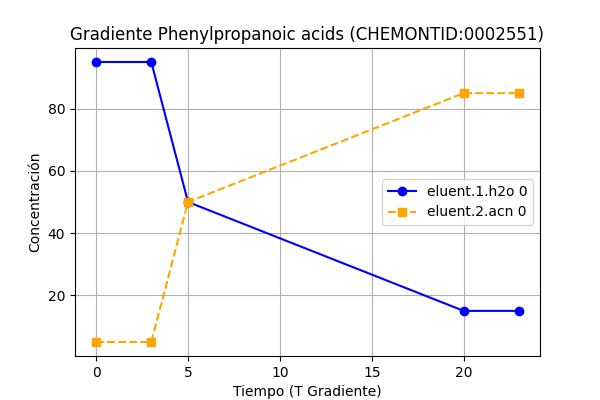 Gradiente Phenylpropanoic acids (CHEMONTID:0002551)
Concentración
80
60
40
20
eluent.1.h2o 0
eluent.2.acn 0
0 5 10 15 20
Tiempo (T Gradiente)